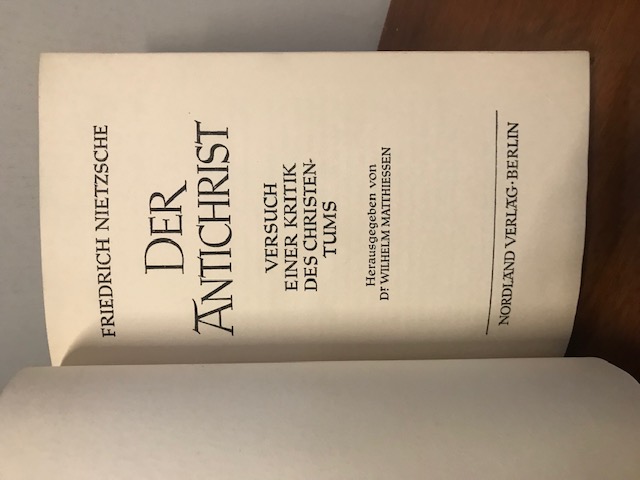 FRIEDRICH NIETZSCHE
DER
ANTICHRIST
VERSUCH
EINER KRITIK
DES CHRISTEN-
TUMS
Herausgegeben von
Dr. WILHELM MATTHIESSEN
NORDLAND VERLAG · BERLIN